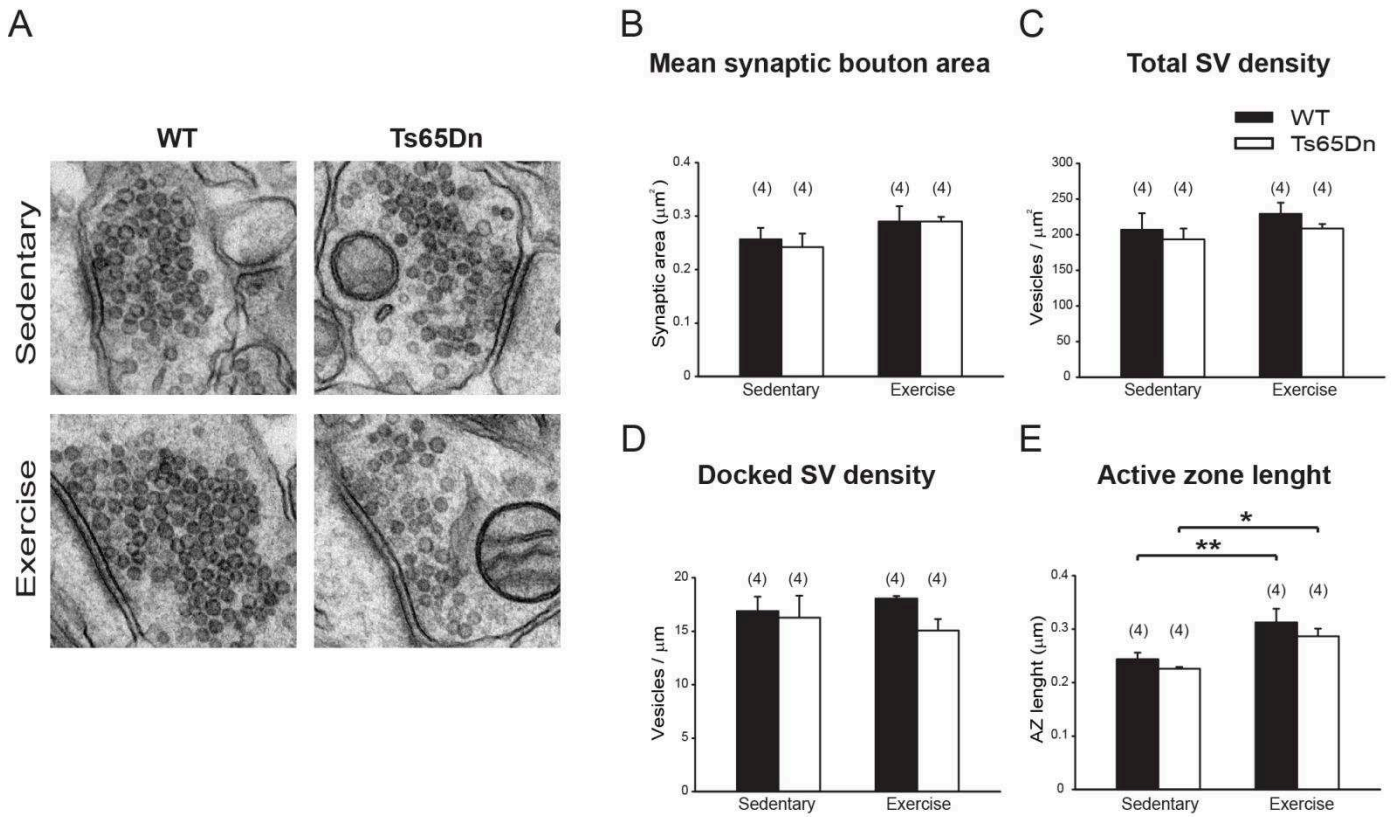 A
WT
Ts65Dn
Sedentary
Exercise
B
Mean synaptic bouton area
Synaptic area (μm²)
0.4
0.3
0.2
0.1
0
(4) (4) (4) (4)
Sedentary Exercise
C
Total SV density
WT
Ts65Dn
Vesicles / μm²
300
250
200
150
100
50
0
(4) (4) (4) (4)
Sedentary Exercise
D
Docked SV density
Vesicles / μm
20
15
10
5
0
(4) (4) (4) (4)
Sedentary Exercise
E
Active zone lenght
*
**
AZ lenght (μm)
0.4
0.3
0.2
0.1
0
(4) (4) (4) (4)
Sedentary Exercise